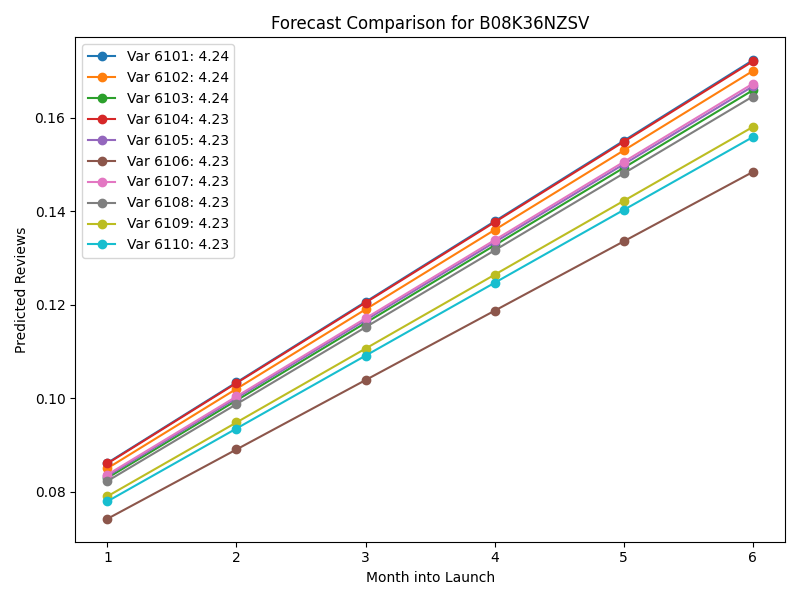 Forecast Comparison for B08K36NZSV
Var 6101: 4.24
Var 6102: 4.24
Var 6103: 4.24
Var 6104: 4.23
Var 6105: 4.23
Var 6106: 4.23
Var 6107: 4.23
Var 6108: 4.23
Var 6109: 4.23
Var 6110: 4.23
Predicted Reviews
0.16
0.14
0.12
0.10
0.08
1 2 3 4 5 6
Month into Launch